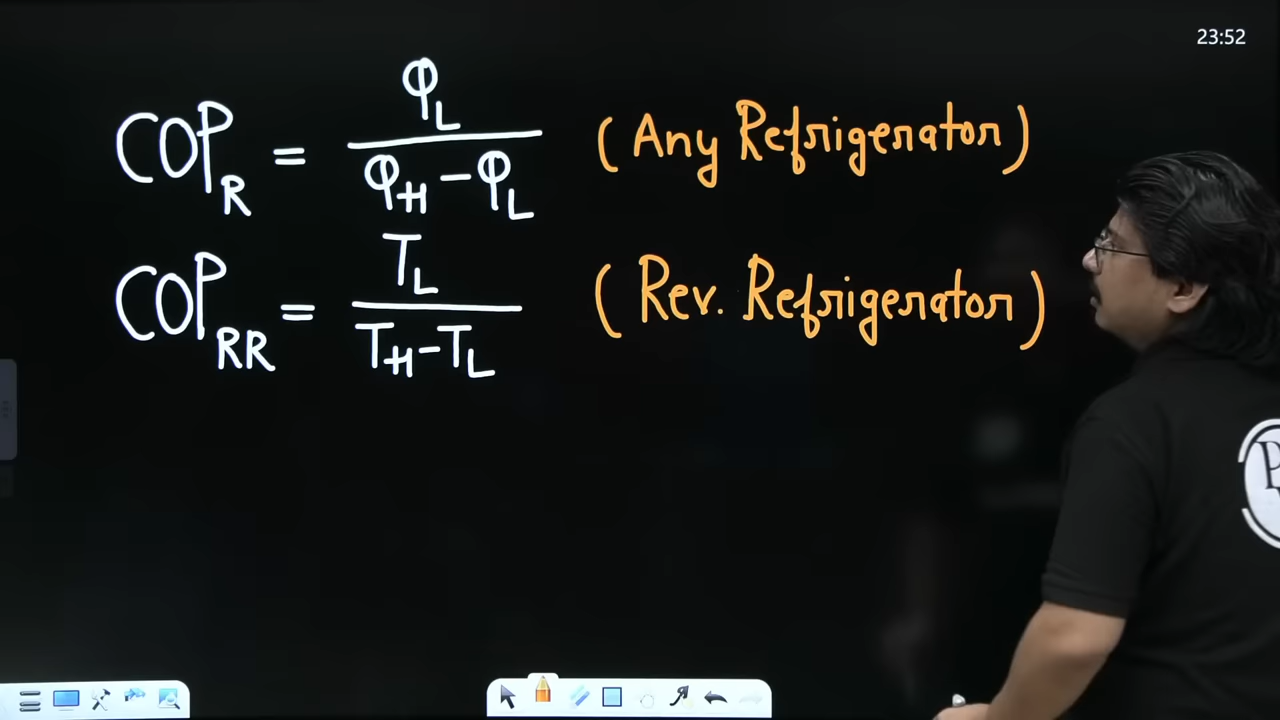 23:52
COP_R = Q_L / (Q_H - Q_L) (Any Refrigerator)
COP_RR = T_L / (T_H - T_L) (Rev. Refrigerator)